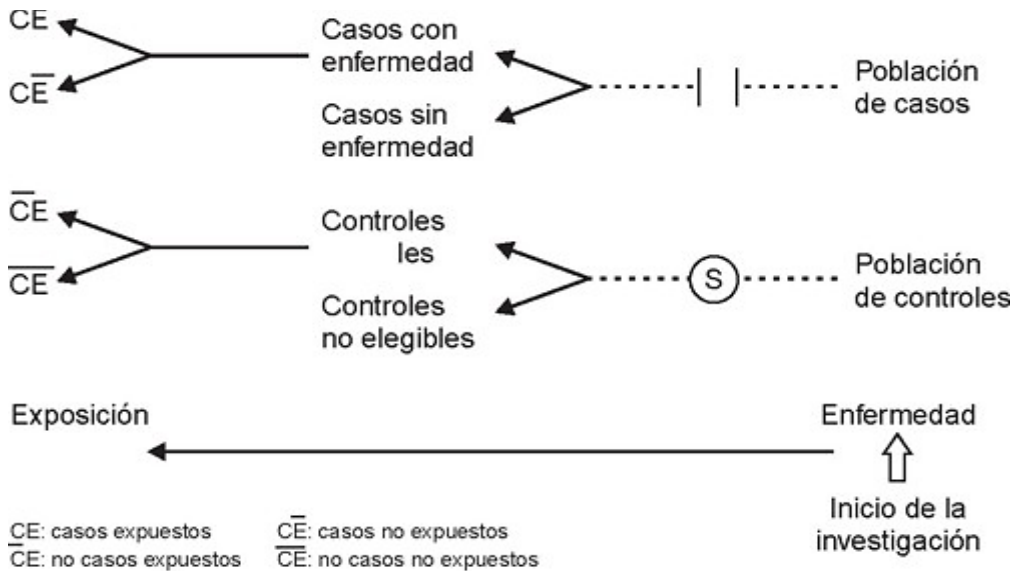 CE
CE̅
Casos con
enfermedad
Casos sin
enfermedad
Población
de casos
C̅E
C̅E̅
Controles
les
Controles
no elegibles
S
Población
de controles
Exposición
Enfermedad
Inicio de la
investigación
CE: casos expuestos
CE̅: casos no expuestos
C̅E: no casos expuestos
C̅E̅: no casos no expuestos